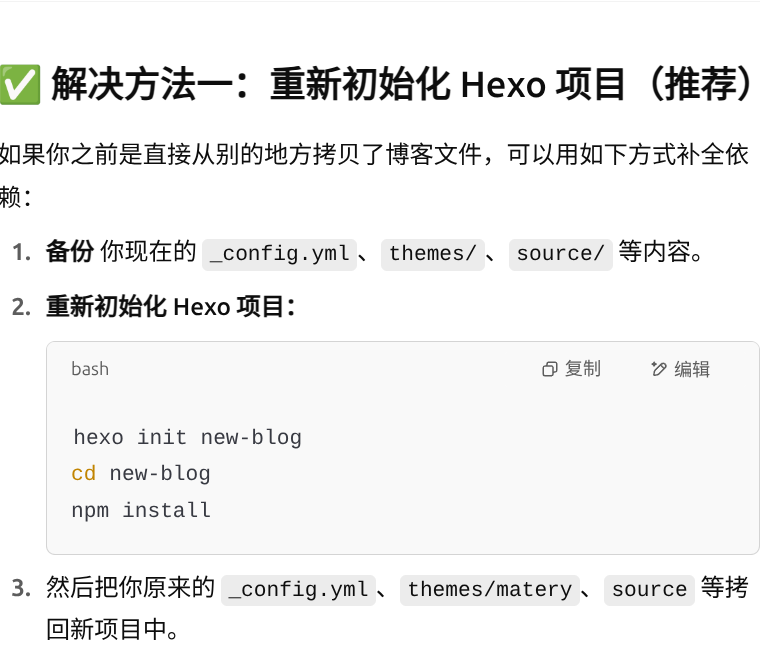 ✅ 解决方法一：重新初始化 Hexo 项目（推荐）
如果你之前是直接从别的地方拷贝了博客文件，可以用如下方式补全依
赖：
1. 备份 你现在的 _config.yml、themes/、source/ 等内容。
2. 重新初始化 Hexo 项目：
bash 复制 编辑
hexo init new-blog
cd new-blog
npm install
3. 然后把你原来的 _config.yml、themes/matery、source 等拷
回新项目中。